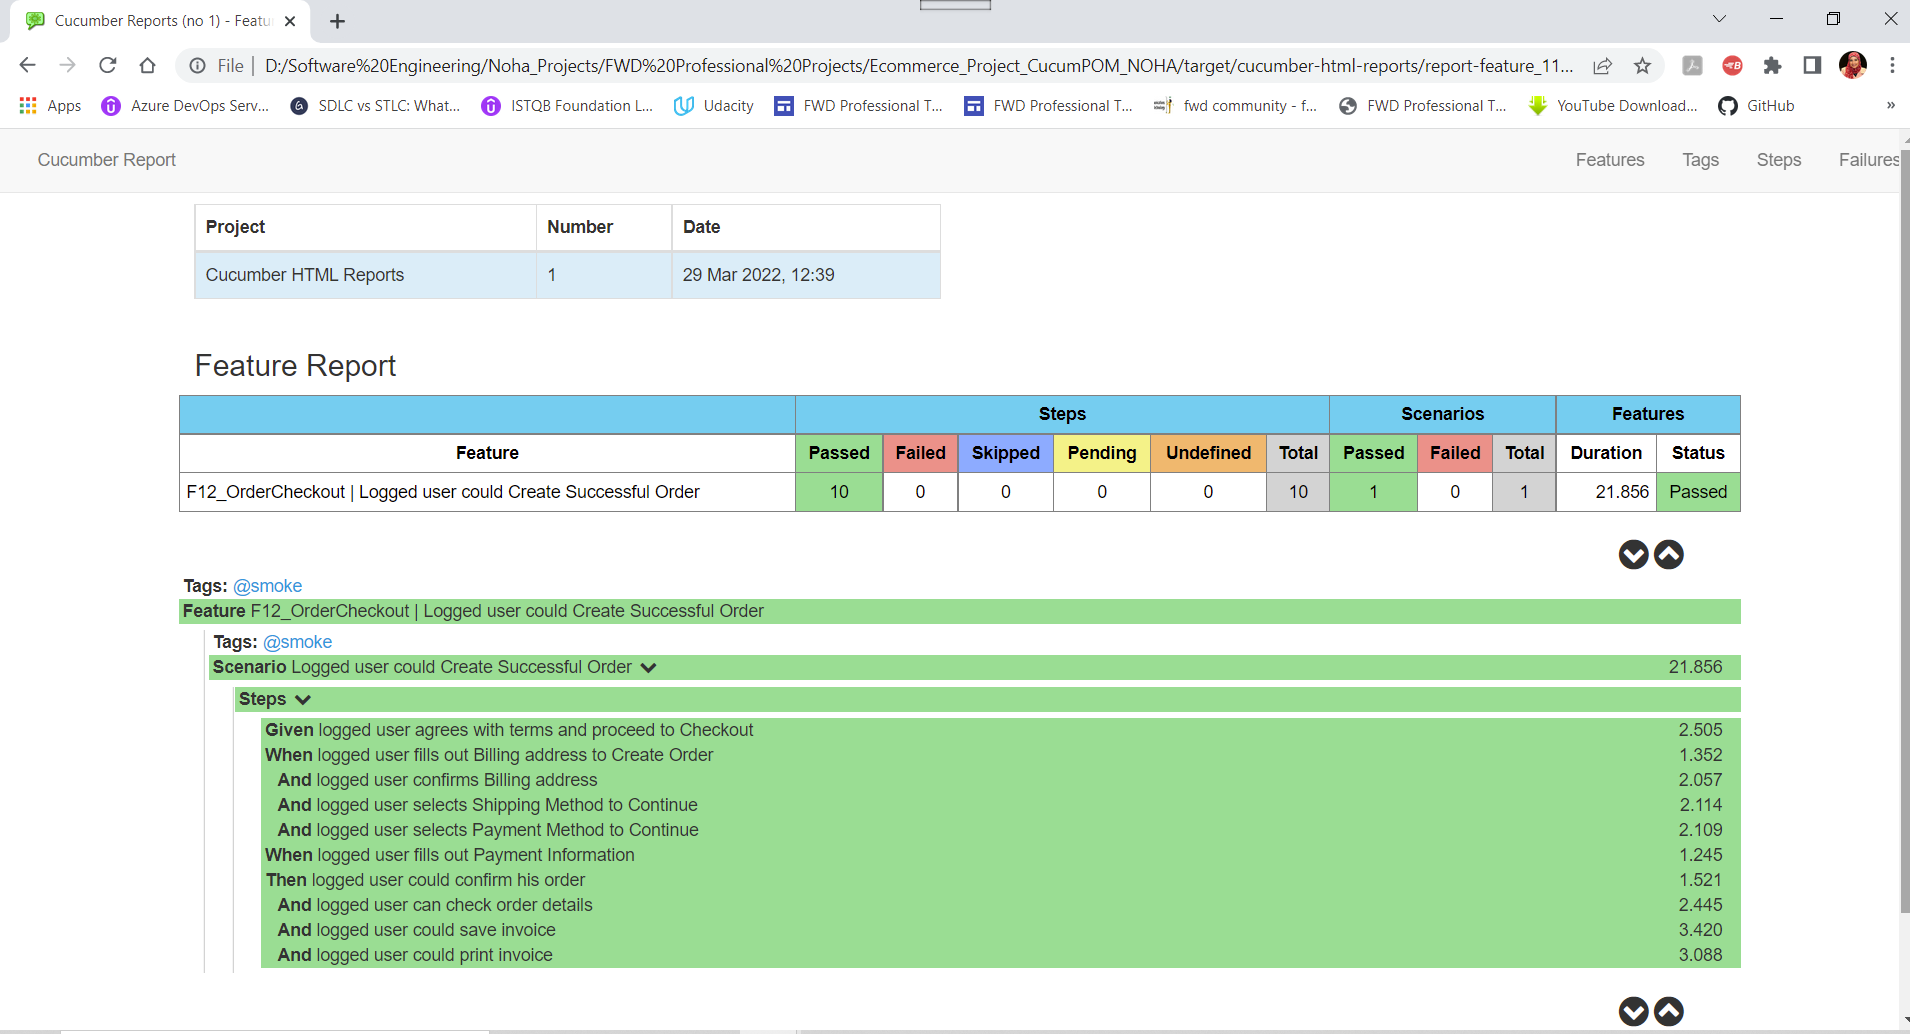 Cucumber Reports (no 1) - Featu
File | D:/Software%20Engineering/Noha_Projects/FWD%20Professional%20Projects/Ecommerce_Project_CucumPOM_NOHA/target/cucumber-html-reports/report-feature_11...
Apps Azure DevOps Serv... SDLC vs STLC: What... ISTQB Foundation L... Udacity FWD Professional T... FWD Professional T... fwd community - f... FWD Professional T... YouTube Download... GitHub »
Cucumber Report Features Tags Steps Failures
Project Number Date
Cucumber HTML Reports 1 29 Mar 2022, 12:39
Feature Report
Steps Scenarios Features
Feature Passed Failed Skipped Pending Undefined Total Passed Failed Total Duration Status
F12_OrderCheckout | Logged user could Create Successful Order 10 0 0 0 0 10 1 0 1 21.856 Passed
Tags: @smoke
Feature F12_OrderCheckout | Logged user could Create Successful Order
Tags: @smoke
Scenario Logged user could Create Successful Order 21.856
Steps
Given logged user agrees with terms and proceed to Checkout 2.505
When logged user fills out Billing address to Create Order 1.352
And logged user confirms Billing address 2.057
And logged user selects Shipping Method to Continue 2.114
And logged user selects Payment Method to Continue 2.109
When logged user fills out Payment Information 1.245
Then logged user could confirm his order 1.521
And logged user can check order details 2.445
And logged user could save invoice 3.420
And logged user could print invoice 3.088